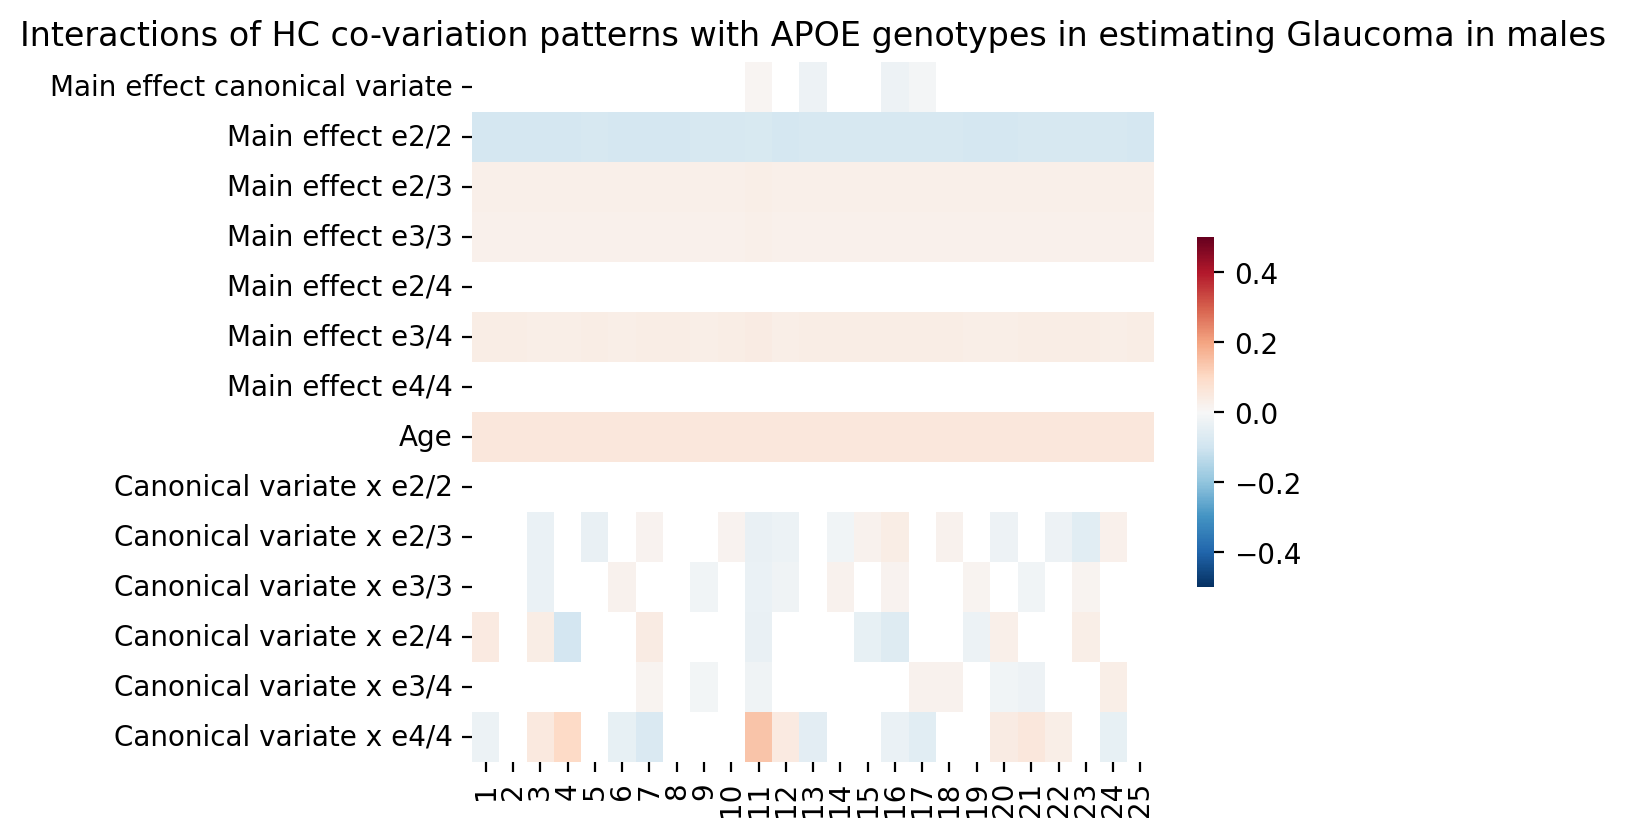 Interactions of HC co-variation patterns with APOE genotypes in estimating Glaucoma in males
Main effect canonical variate
Main effect e2/2
Main effect e2/3
Main effect e3/3
Main effect e2/4
Main effect e3/4
Main effect e4/4
Age
Canonical variate x e2/2
Canonical variate x e2/3
Canonical variate x e3/3
Canonical variate x e2/4
Canonical variate x e3/4
Canonical variate x e4/4
1
2
3
4
5
6
7
8
9
10
11
12
13
14
15
16
17
18
19
20
21
22
23
24
25
0.4
0.2
0.0
−0.2
−0.4